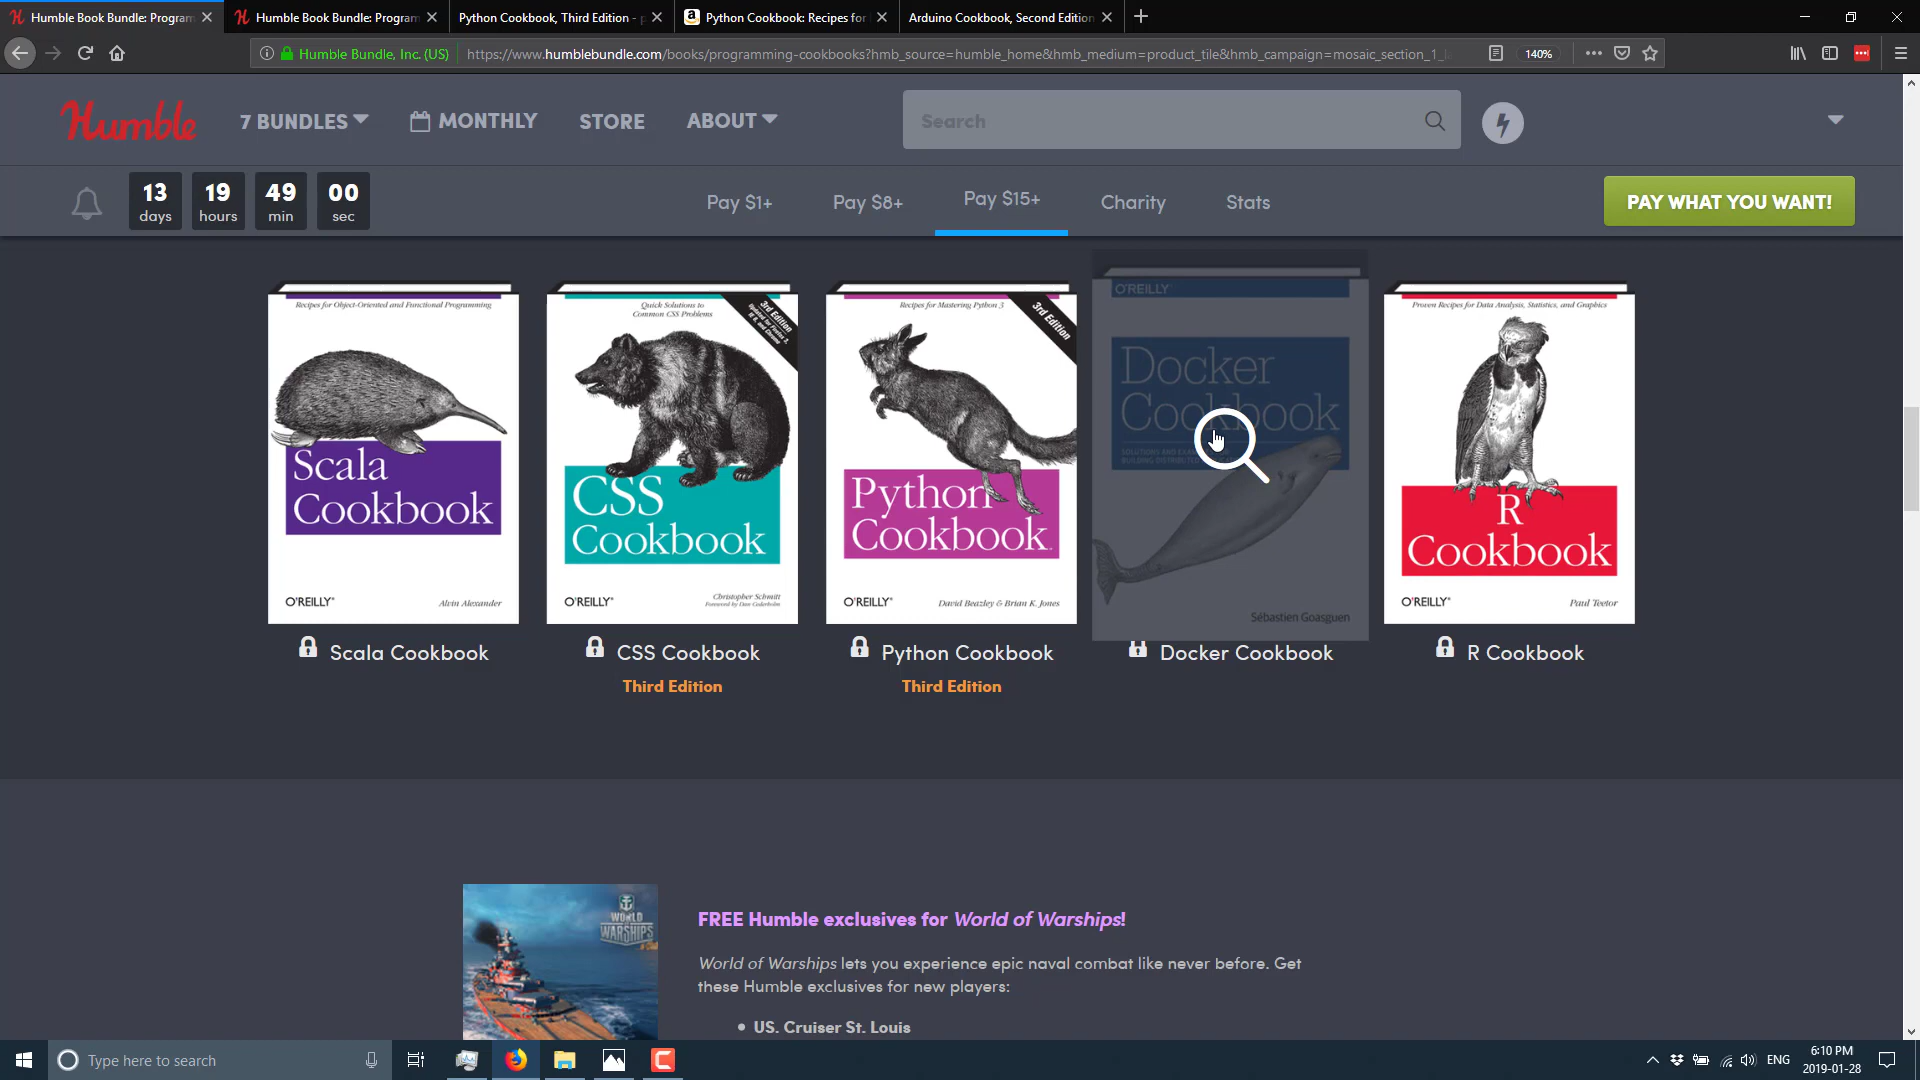 Humble Book Bundle: Program
Humble Book Bundle: Program
Python Cookbook, Third Edition -
Python Cookbook: Recipes for
Arduino Cookbook, Second Edition
Humble Bundle, Inc. (US)
https://www.humblebundle.com/books/programming-cookbooks?hmb_source=humble_home&hmb_medium=product_tile&hmb_campaign=mosaic_section_1_
140%
Humble
7 BUNDLES
MONTHLY
STORE
ABOUT
Search
13 days
19 hours
49 min
00 sec
Pay $1+
Pay $8+
Pay $15+
Charity
Stats
PAY WHAT YOU WANT!
Recipes for Object-Oriented and Functional Programming
Scala
Cookbook
O'REILLY®
Alvin Alexander
Scala Cookbook
Quick Solutions to
Common CSS Problems
3rd Edition
CSS
Cookbook
O'REILLY®
Christopher Schmitt
Foreword by Dan Cederholm
CSS Cookbook
Third Edition
Recipes for Mastering Python 3
3rd Edition
Python
Cookbook
O'REILLY®
David Beazley & Brian K. Jones
Python Cookbook
Third Edition
O'REILLY®
Docker
Cookbook
Sébastien Goasguen
Docker Cookbook
Proven Recipes for Data Analysis, Statistics, and Graphics
R
Cookbook
O'REILLY®
Paul Teetor
R Cookbook
WORLD
WARSHIPS
FREE Humble exclusives for World of Warships!
World of Warships lets you experience epic naval combat like never before. Get
these Humble exclusives for new players:
• US. Cruiser St. Louis
Type here to search
ENG
6:10 PM
2019-01-28